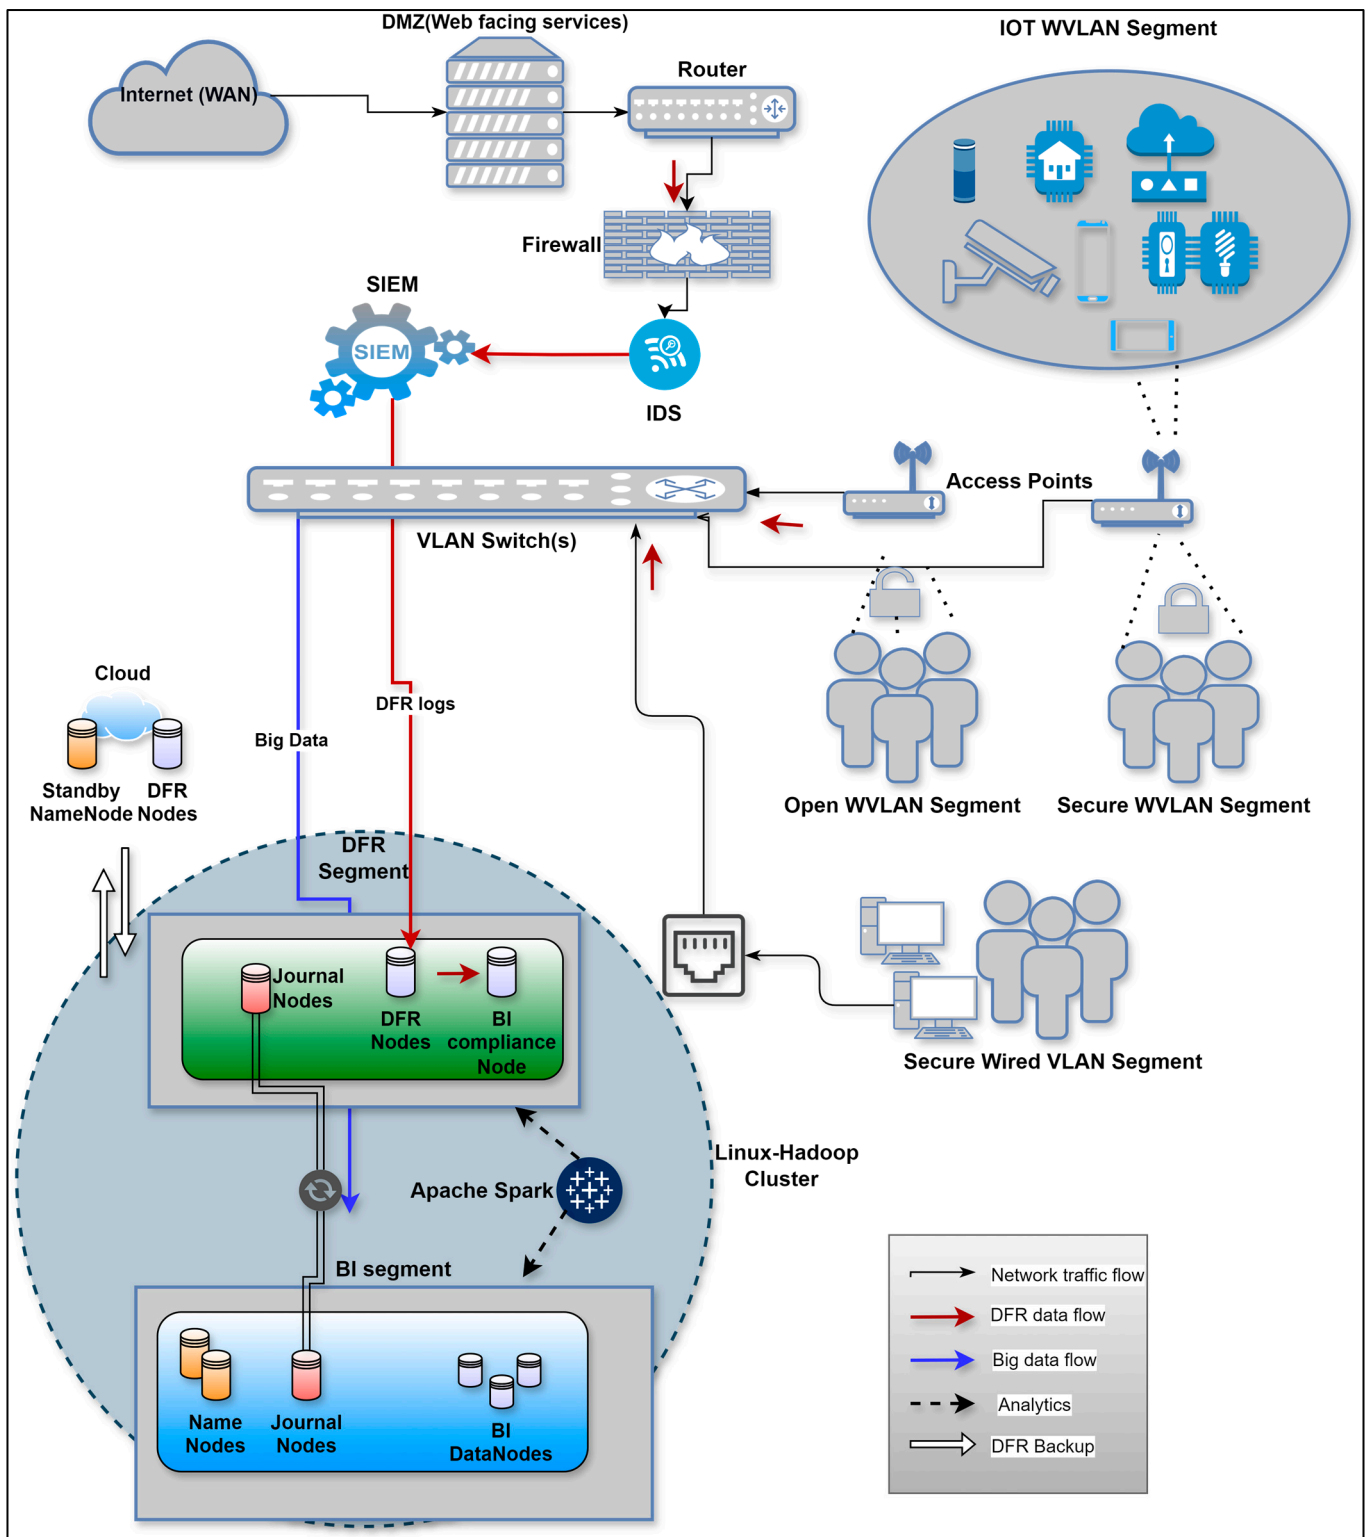 DMZ(Web facing services)
IOT WVLAN Segment
Internet (WAN)
Router
Firewall
SIEM
SIEM
IDS
Access Points
VLAN Switch(s)
DFR logs
Big Data
Cloud
Standby
NameNode
DFR
Nodes
Open WVLAN Segment
Secure WVLAN Segment
DFR
Segment
Journal
Nodes
DFR
Nodes
BI
compliance
Node
Secure Wired VLAN Segment
Linux-Hadoop
Cluster
Apache Spark
BI segment
Name
Nodes
Journal
Nodes
BI
DataNodes
Network traffic flow
DFR data flow
Big data flow
Analytics
DFR Backup